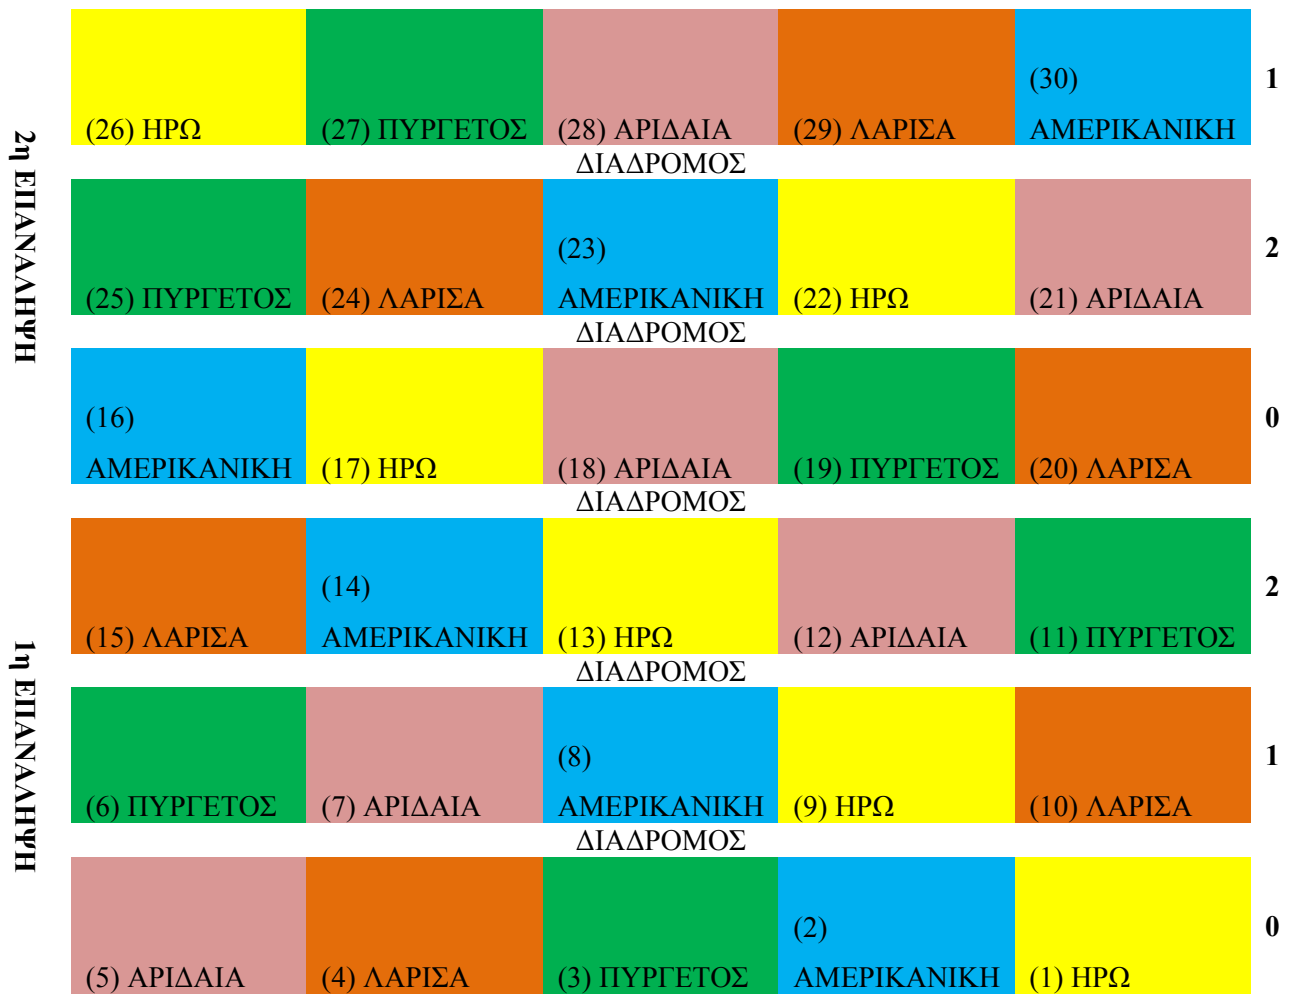 (26) ΗΡΩ
(27) ΠΥΡΓΕΤΟΣ
(28) ΑΡΙΔΑΙΑ
(29) ΛΑΡΙΣΑ
(30)
ΑΜΕΡΙΚΑΝΙΚΗ
1
ΔΙΑΔΡΟΜΟΣ
2η ΕΠΑΝΑΛΗΨΗ
(25) ΠΥΡΓΕΤΟΣ
(24) ΛΑΡΙΣΑ
(23)
ΑΜΕΡΙΚΑΝΙΚΗ
(22) ΗΡΩ
(21) ΑΡΙΔΑΙΑ
2
ΔΙΑΔΡΟΜΟΣ
(16)
ΑΜΕΡΙΚΑΝΙΚΗ
(17) ΗΡΩ
(18) ΑΡΙΔΑΙΑ
(19) ΠΥΡΓΕΤΟΣ
(20) ΛΑΡΙΣΑ
0
ΔΙΑΔΡΟΜΟΣ
(15) ΛΑΡΙΣΑ
(14)
ΑΜΕΡΙΚΑΝΙΚΗ
(13) ΗΡΩ
(12) ΑΡΙΔΑΙΑ
(11) ΠΥΡΓΕΤΟΣ
2
ΔΙΑΔΡΟΜΟΣ
1η ΕΠΑΝΑΛΗΨΗ
(6) ΠΥΡΓΕΤΟΣ
(7) ΑΡΙΔΑΙΑ
(8)
ΑΜΕΡΙΚΑΝΙΚΗ
(9) ΗΡΩ
(10) ΛΑΡΙΣΑ
1
ΔΙΑΔΡΟΜΟΣ
(5) ΑΡΙΔΑΙΑ
(4) ΛΑΡΙΣΑ
(3) ΠΥΡΓΕΤΟΣ
(2)
ΑΜΕΡΙΚΑΝΙΚΗ
(1) ΗΡΩ
0